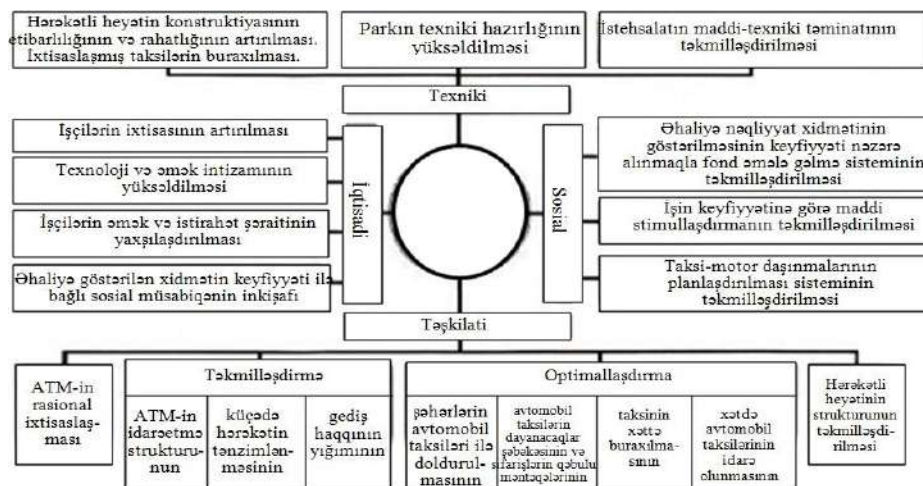 Hərəkətli heyətin konstruktiyasının
etibarlılığının və rahatlığının artırılması.
İxtisaslaşmış taksilərin buraxılması.
Parkın texniki hazırlığının
yüksəldilməsi
İstehsalatın maddi-texniki təminatının
təkmilləşdirilməsi
Texniki
İşçilərin ixtisasının artırılması
Texnoloji və əmək intizamının
yüksəldilməsi
İşçilərin əmək və istirahət şəraitinin
yaxşılaşdırılması
Əhaliyə göstərilən xidmətin keyfiyyəti ilə
bağlı sosial müsabiqənin inkişafı
İqtisadi
Sosial
Əhaliyə nəqliyyat xidmətinin
göstərilməsinin keyfiyyəti nəzərə
alınmaqla fond əmələ gəlmə sisteminin
təkmilləşdirilməsi
İşin keyfiyyətinə görə maddi
stimullaşdırmanın təkmilləşdirilməsi
Taksi-motor daşınmalarının
planlaşdırılması sisteminin
təkmilləşdirilməsi
Təşkilati
ATM-in
rasional
ixtisaslaş-
ması
Təkmilləşdirmə
ATM-in
idarəetmə
strukturu-
nun
küçədə
hərəkətin
tənzimlən-
məsinin
gediş
haqqının
yığımının
Optimallaşdırma
şəhərlərin
avtomobil
taksiləri ilə
doldurul-
masının
avtomobil
taksilərin
dayanacaqlar
şəbəkəsinin və
sifarişlərin qəbulu
məntəqələrinin
taksinin
xəttə
buraxılma-
sının
xətdə
avtomobil
taksilərinin
idarə
olunmasının
Hərəkətli
heyətinin
strukturunun
təkmilləşdi-
rilməsi